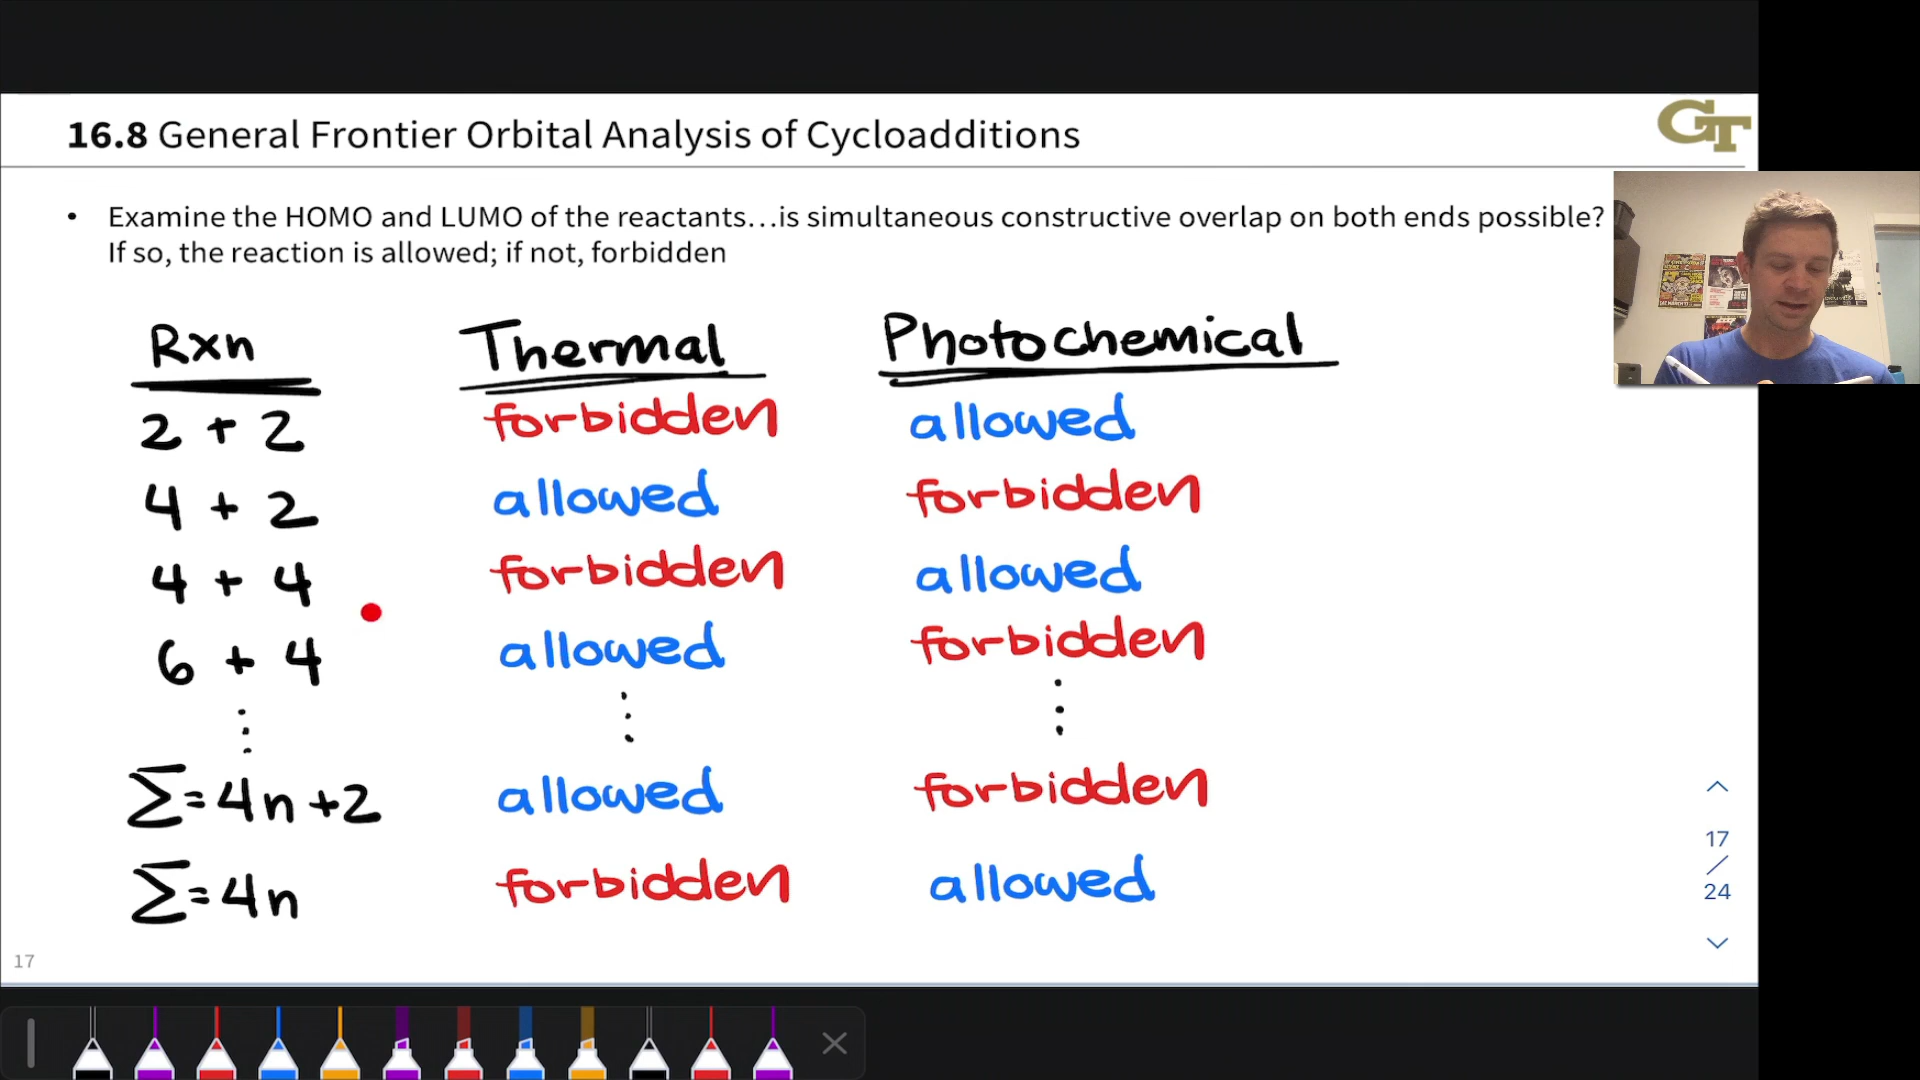 16.8 General Frontier Orbital Analysis of Cycloadditions
GT
• Examine the HOMO and LUMO of the reactants...is simultaneous constructive overlap on both ends possible?
If so, the reaction is allowed; if not, forbidden
Rxn Thermal Photochemical
2 + 2 forbidden allowed
4 + 2 allowed forbidden
4 + 4 forbidden allowed
6 + 4 allowed forbidden
⋮ ⋮ ⋮
Σ=4n+2 allowed forbidden
Σ=4n forbidden allowed
17
/
24
17